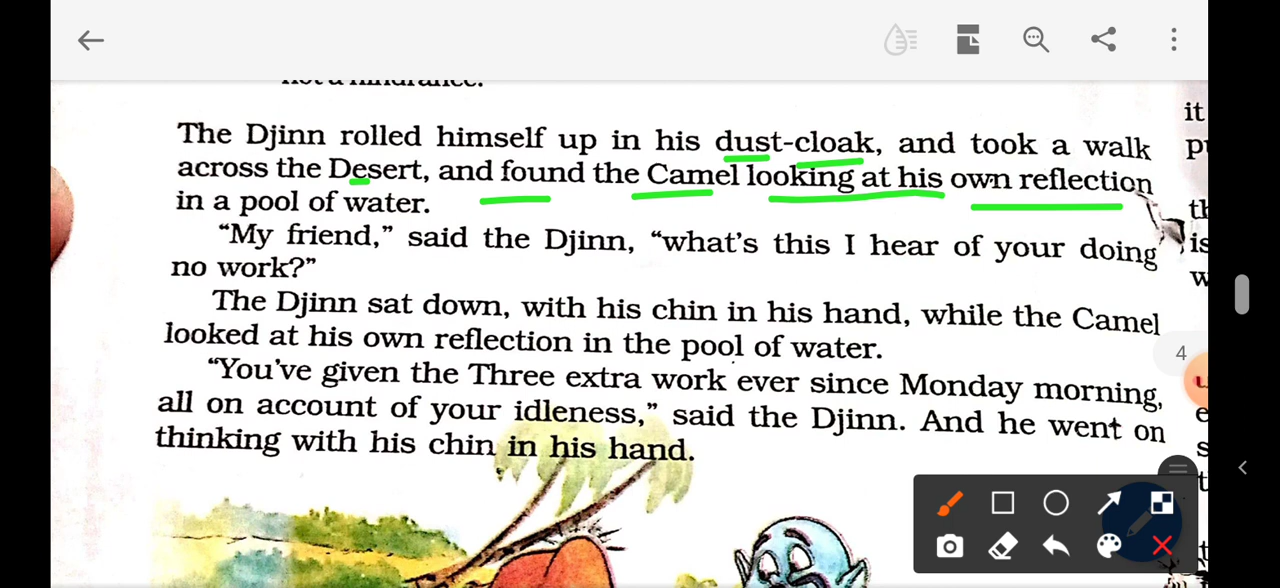 not a hindrance.
The Djinn rolled himself up in his dust-cloak, and took a walk
across the Desert, and found the Camel looking at his own reflection
in a pool of water.
“My friend,” said the Djinn, “what’s this I hear of your doing
no work?”
The Djinn sat down, with his chin in his hand, while the Camel
looked at his own reflection in the pool of water.
“You’ve given the Three extra work ever since Monday morning,
all on account of your idleness,” said the Djinn. And he went on
thinking with his chin in his hand.
it
is
4